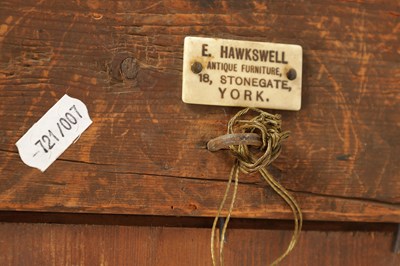 E. HAWKSWELL
ANTIQUE FURNITURE,
18, STONEGATE,
YORK.
721/007